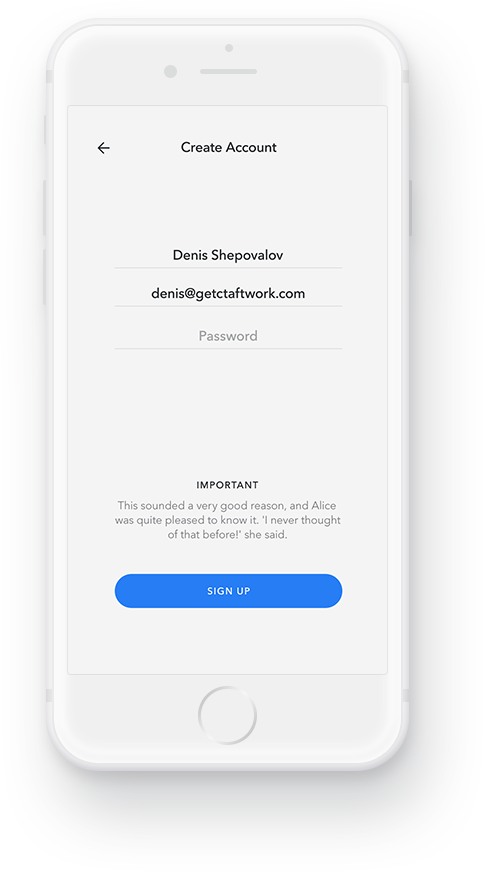 Create Account
Denis Shepovalov
denis@getctaftwork.com
Password
IMPORTANT
This sounded a very good reason, and Alice
was quite pleased to know it. 'I never thought
of that before!' she said.
SIGN UP